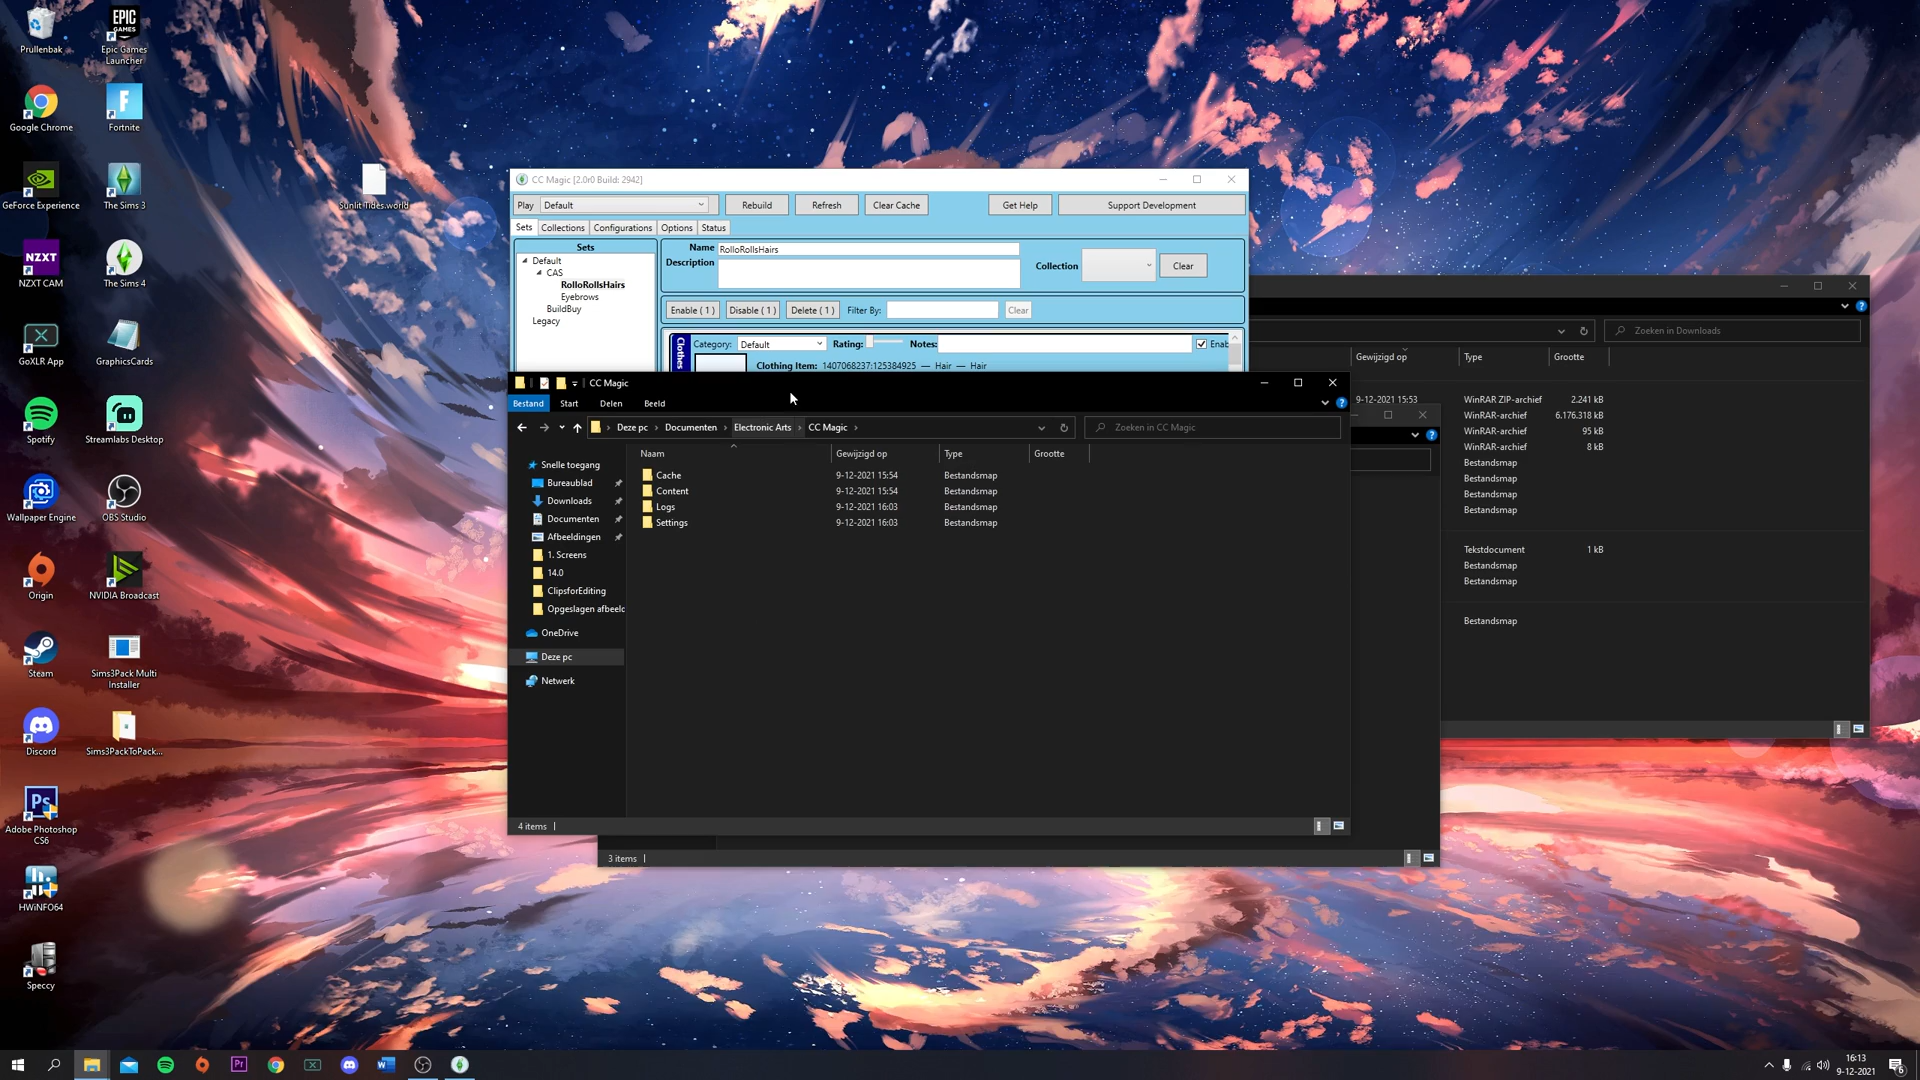 Prullenbak
Epic Games Launcher
Google Chrome
Fortnite
GeForce Experience
The Sims 3
Sunlit Tides.world
NZXT CAM
The Sims 4
GoXLR App
GraphicsCards
Spotify
Streamlabs Desktop
Wallpaper Engine
OBS Studio
Origin
NVIDIA Broadcast
Steam
Sims3Pack Multi Installer
Discord
Sims3PackToPack...
Adobe Photoshop CS6
HWiNFO64
Speccy
CC Magic [2.0r0 Build: 2942]
Play Default Rebuild Refresh Clear Cache Get Help Support Development
Sets Collections Configurations Options Status
Sets
Default
CAS
RolloRollsHairs
Eyebrows
BuildBuy
Legacy
Name RolloRollsHairs
Description
Collection Clear
Enable ( 1 ) Disable ( 1 ) Delete ( 1 ) Filter By: Clear
Clothes
Category: Default Rating: Notes: Enab
Clothing Item: 1407068237:125384925 — Hair — Hair
CC Magic
Bestand Start Delen Beeld
Deze pc Documenten Electronic Arts CC Magic
Zoeken in CC Magic
Snelle toegang
Bureaublad
Downloads
Documenten
Afbeeldingen
1. Screens
14.0
ClipsforEditing
Opgeslagen afbeeld
OneDrive
Deze pc
Netwerk
Naam Gewijzigd op Type Grootte
Cache 9-12-2021 15:54 Bestandsmap
Content 9-12-2021 15:54 Bestandsmap
Logs 9-12-2021 16:03 Bestandsmap
Settings 9-12-2021 16:03 Bestandsmap
4 items
3 items
Zoeken in Downloads
Gewijzigd op Type Grootte
9-12-2021 15:53 WinRAR ZIP-archief 2.241 kB
WinRAR-archief 6.176.318 kB
WinRAR-archief 95 kB
WinRAR-archief 8 kB
Bestandsmap
Bestandsmap
Bestandsmap
Bestandsmap
Tekstdocument 1 kB
Bestandsmap
Bestandsmap
Bestandsmap
16:13
9-12-2021